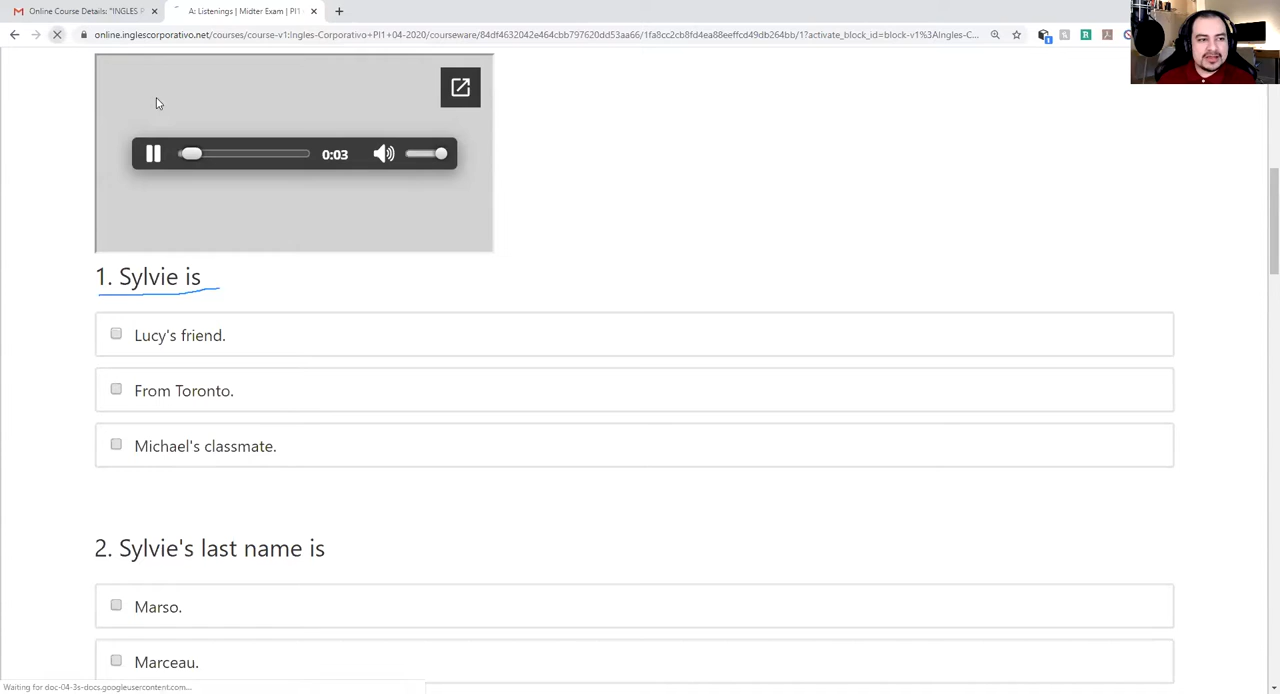 Online Course Details: "INGLES P
A: Listenings | Midter Exam | PI1
online.inglescorporativo.net/courses/course-v1:Ingles-Corporativo+PI1+04-2020/courseware/84df4632042e464cbb797620dd53aa66/1fa8cc2cb8fd4ea88eeffcd49db264bb/1?activate_block_id=block-v1%3AIngles-C...
0:03
1. Sylvie is
Lucy's friend.
From Toronto.
Michael's classmate.
2. Sylvie's last name is
Marso.
Marceau.
Waiting for doc-04-3s-docs.googleusercontent.com...